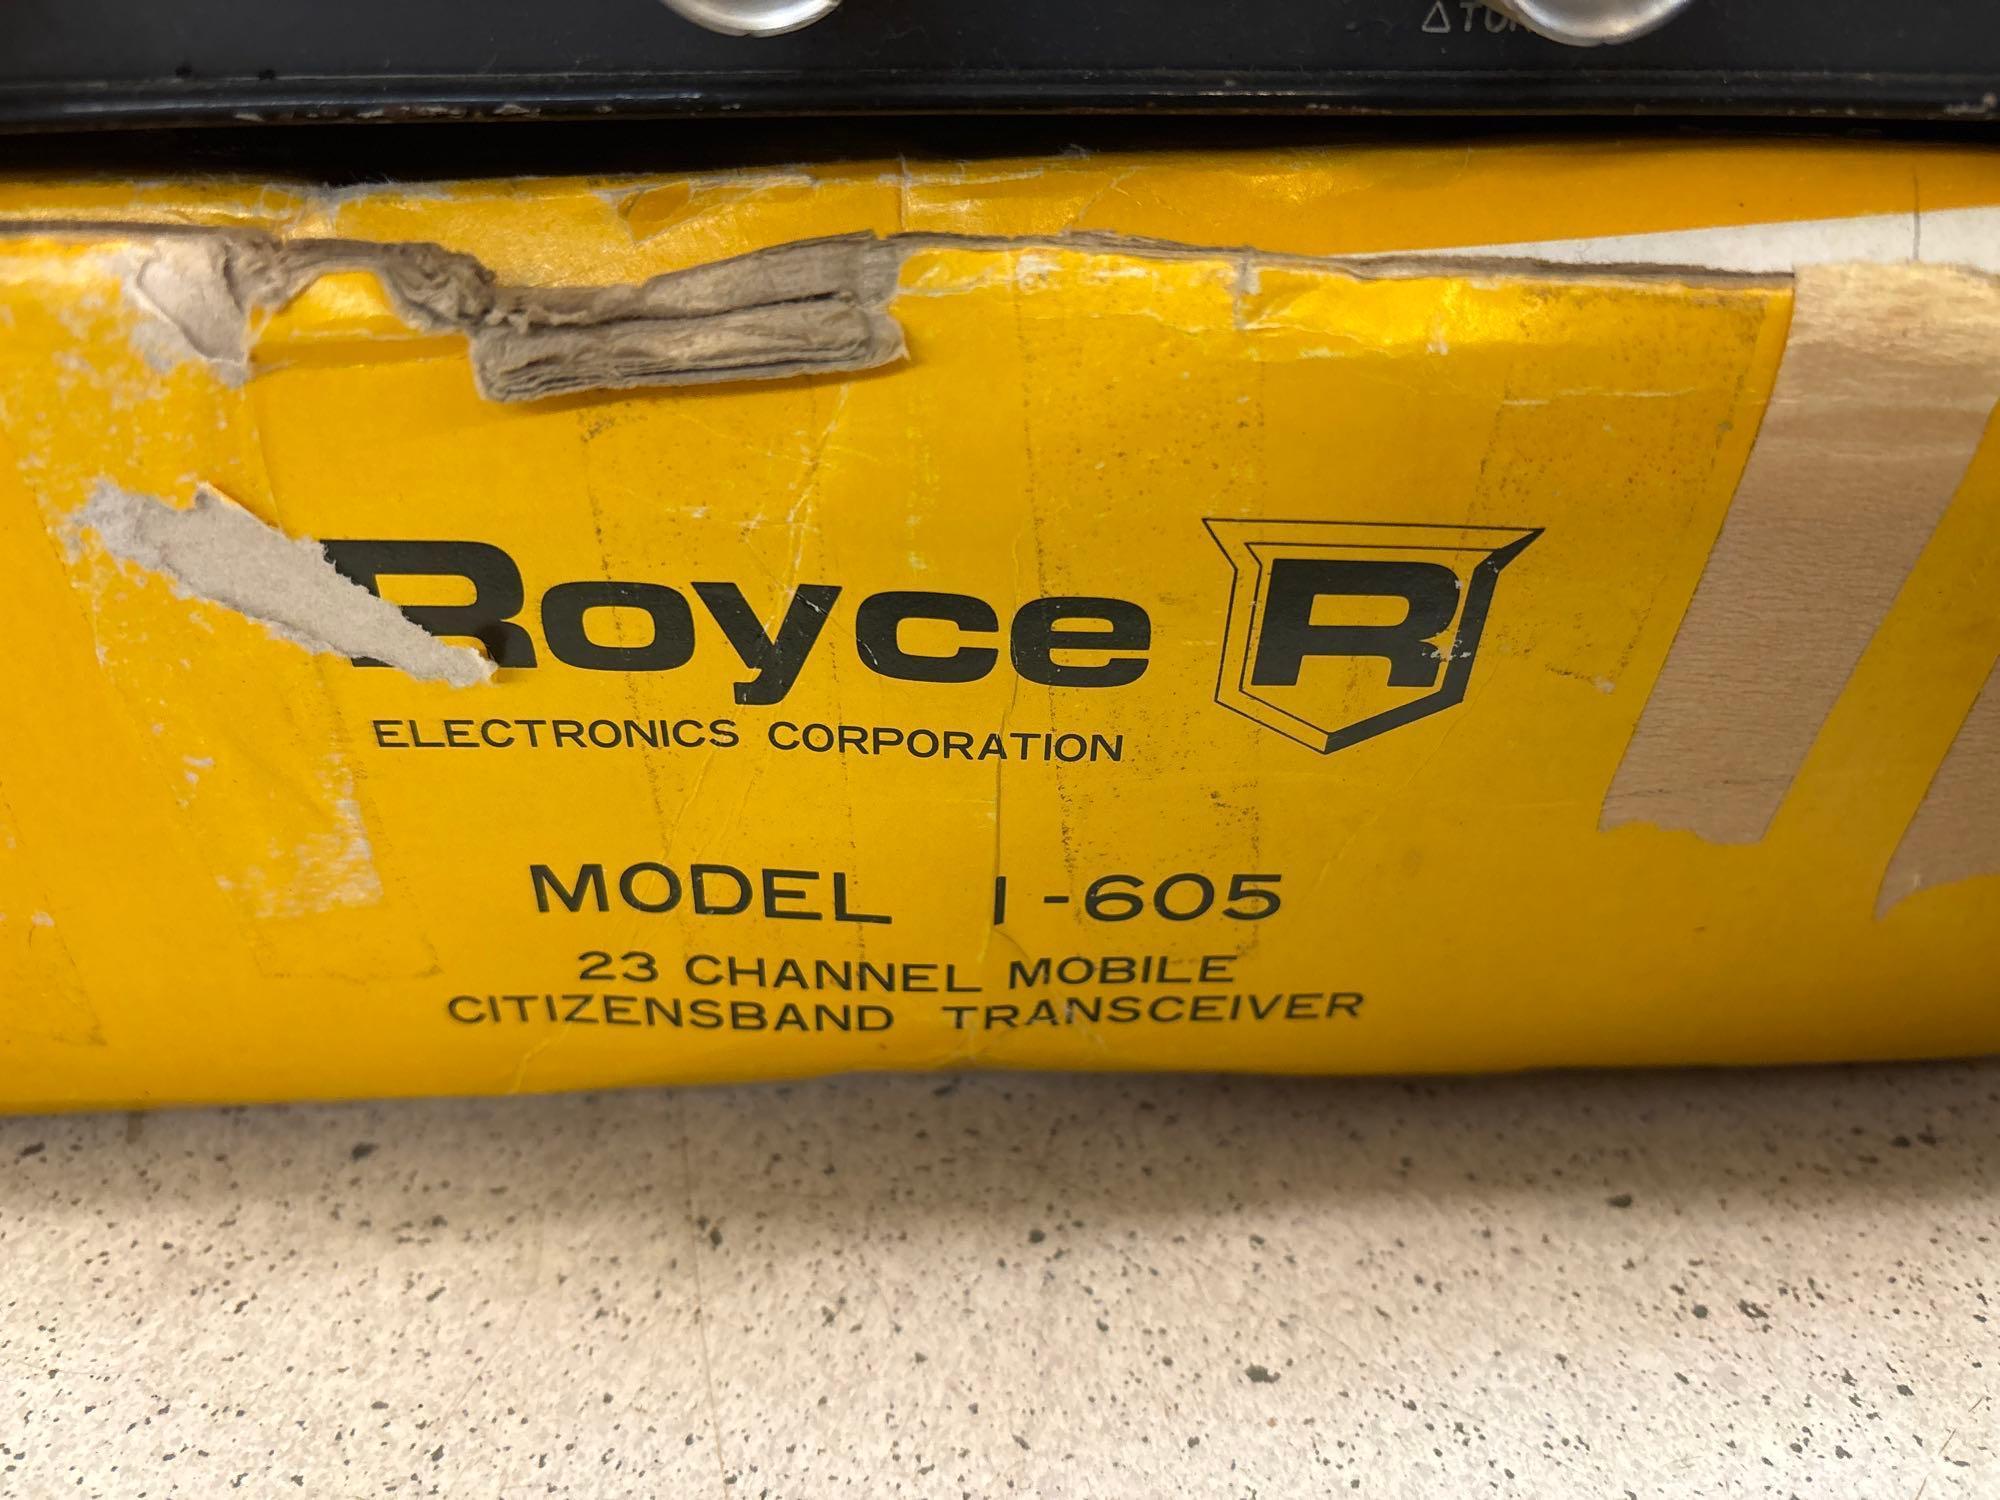 Royce R
ELECTRONICS CORPORATION
MODEL 1-605
23 CHANNEL MOBILE
CITIZENSBAND TRANSCEIVER